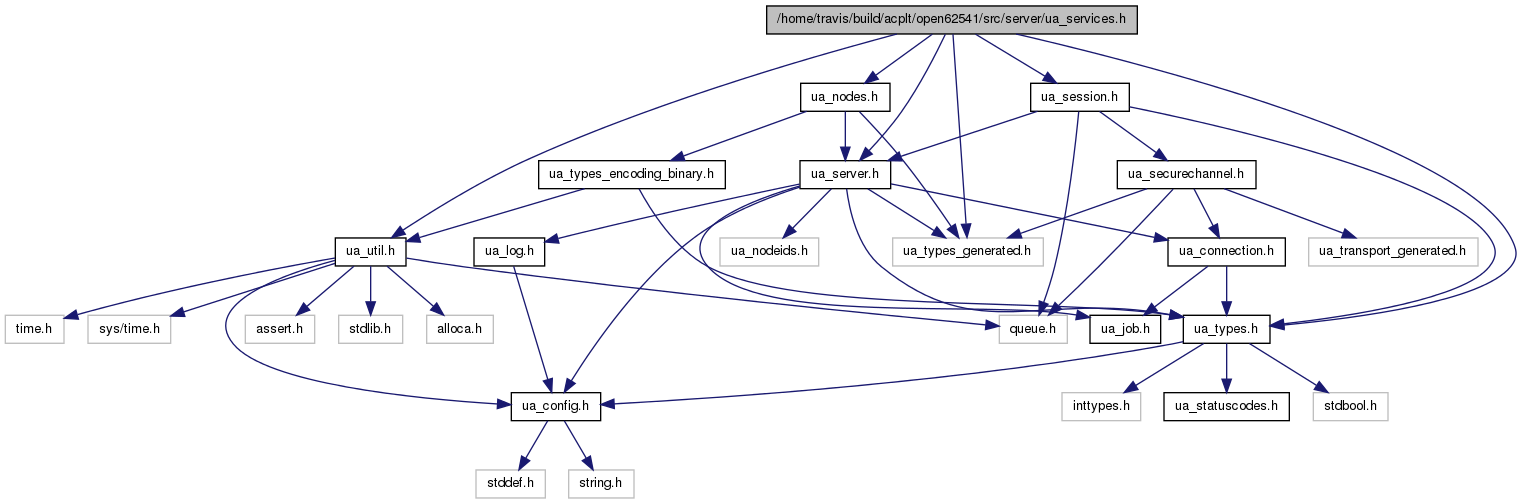 /home/travis/build/acplt/open62541/src/server/ua_services.h
ua_nodes.h
ua_session.h
ua_types_encoding_binary.h
ua_server.h
ua_securechannel.h
ua_util.h
ua_log.h
ua_nodeids.h
ua_types_generated.h
ua_connection.h
ua_transport_generated.h
time.h
sys/time.h
assert.h
stdlib.h
alloca.h
queue.h
ua_job.h
ua_types.h
ua_config.h
inttypes.h
ua_statuscodes.h
stdbool.h
stddef.h
string.h